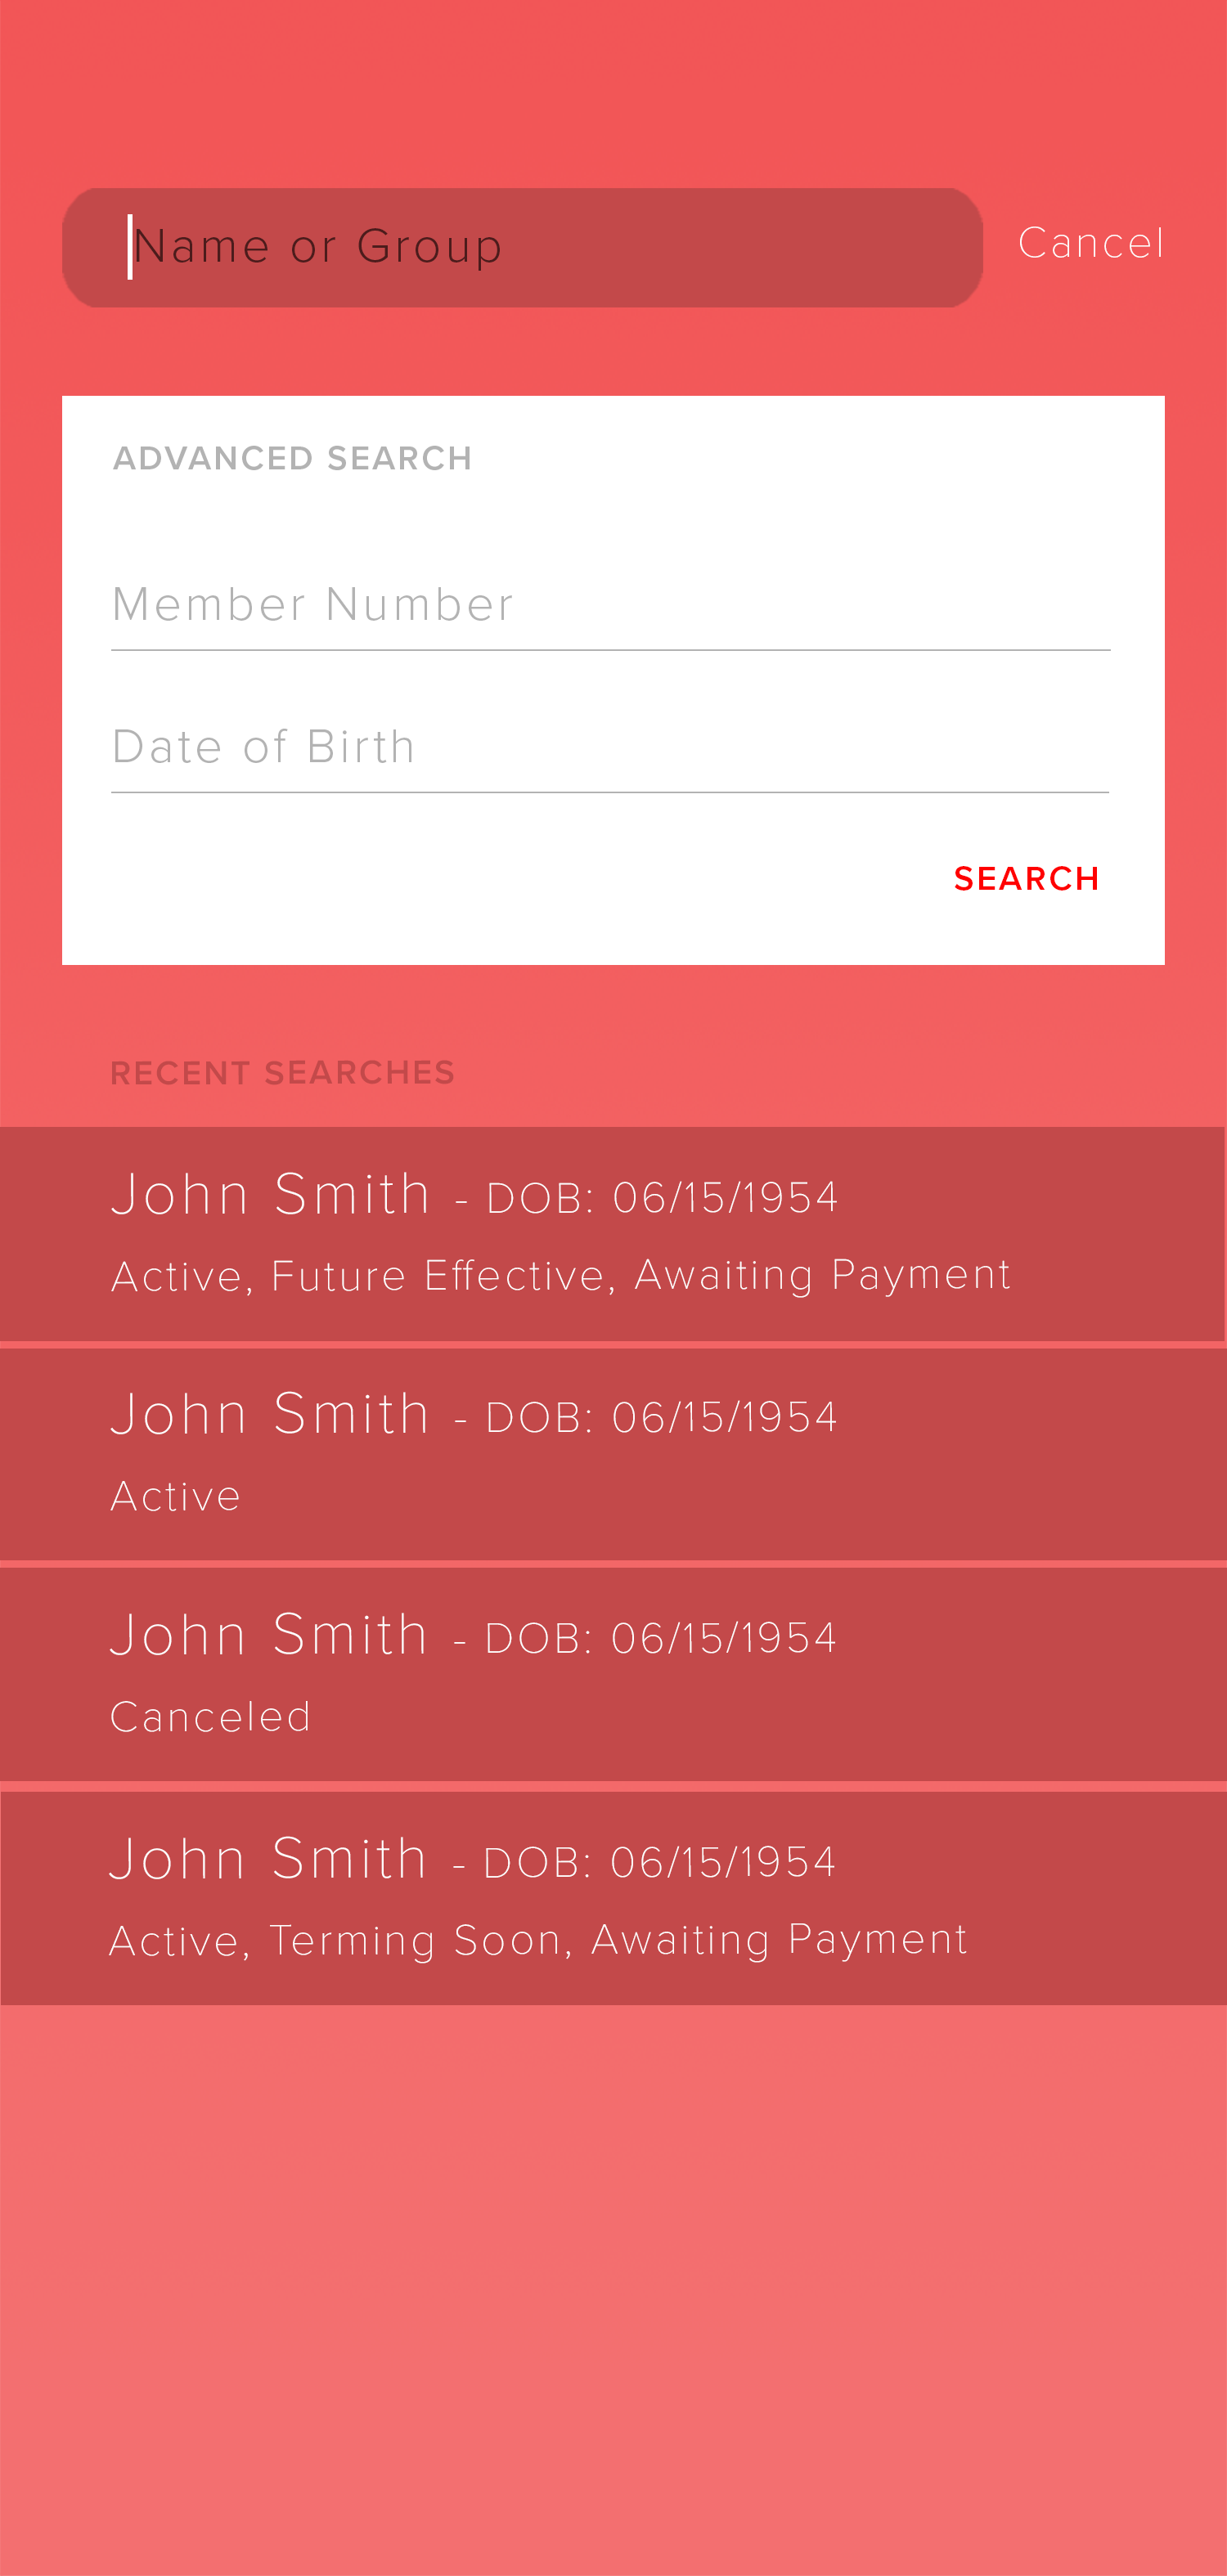 Name or Group
Cancel
ADVANCED SEARCH
Member Number
Date of Birth
SEARCH
RECENT SEARCHES
John Smith - DOB: 06/15/1954
Active, Future Effective, Awaiting Payment
John Smith - DOB: 06/15/1954
Active
John Smith - DOB: 06/15/1954
Canceled
John Smith - DOB: 06/15/1954
Active, Terming Soon, Awaiting Payment